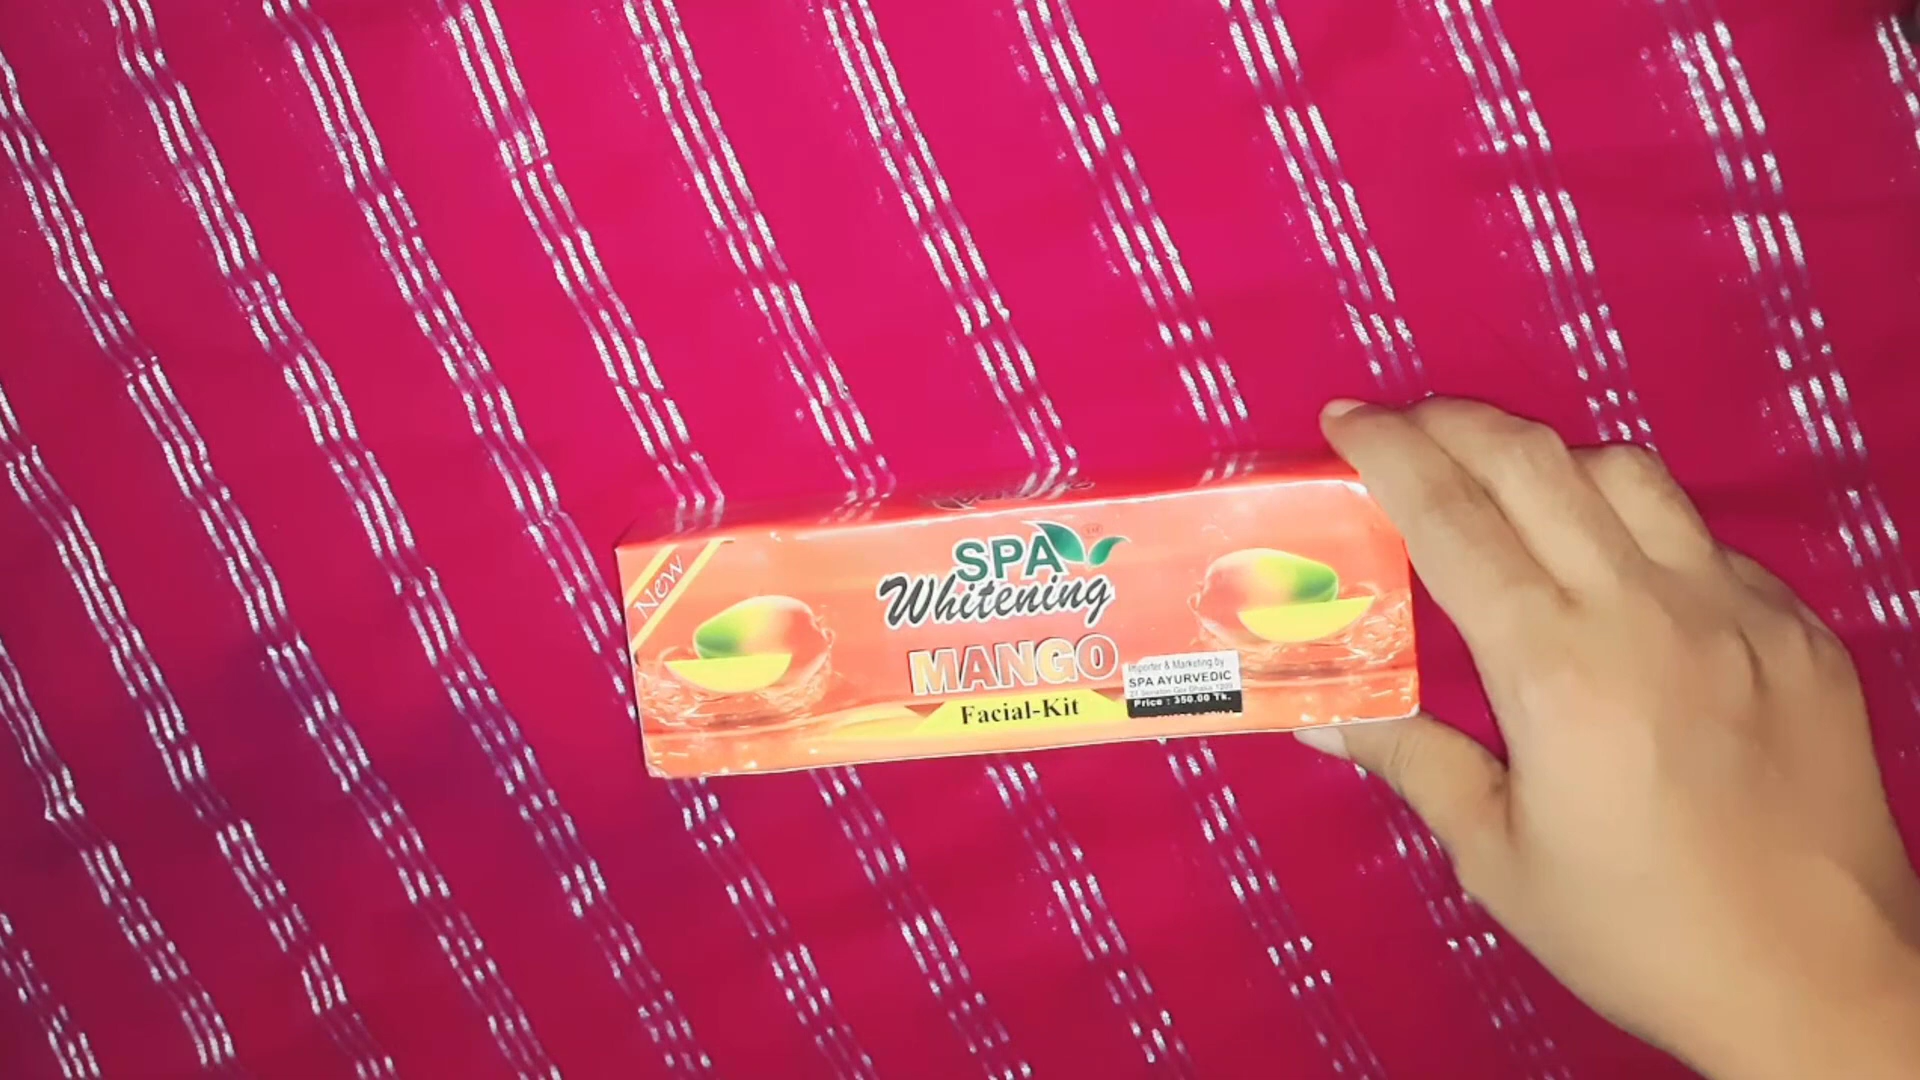 New
SPA
Whitening
MANGO
Facial-Kit
Importer & Marketing by
SPA AYURVEDIC
Price : 350.00 Tk.